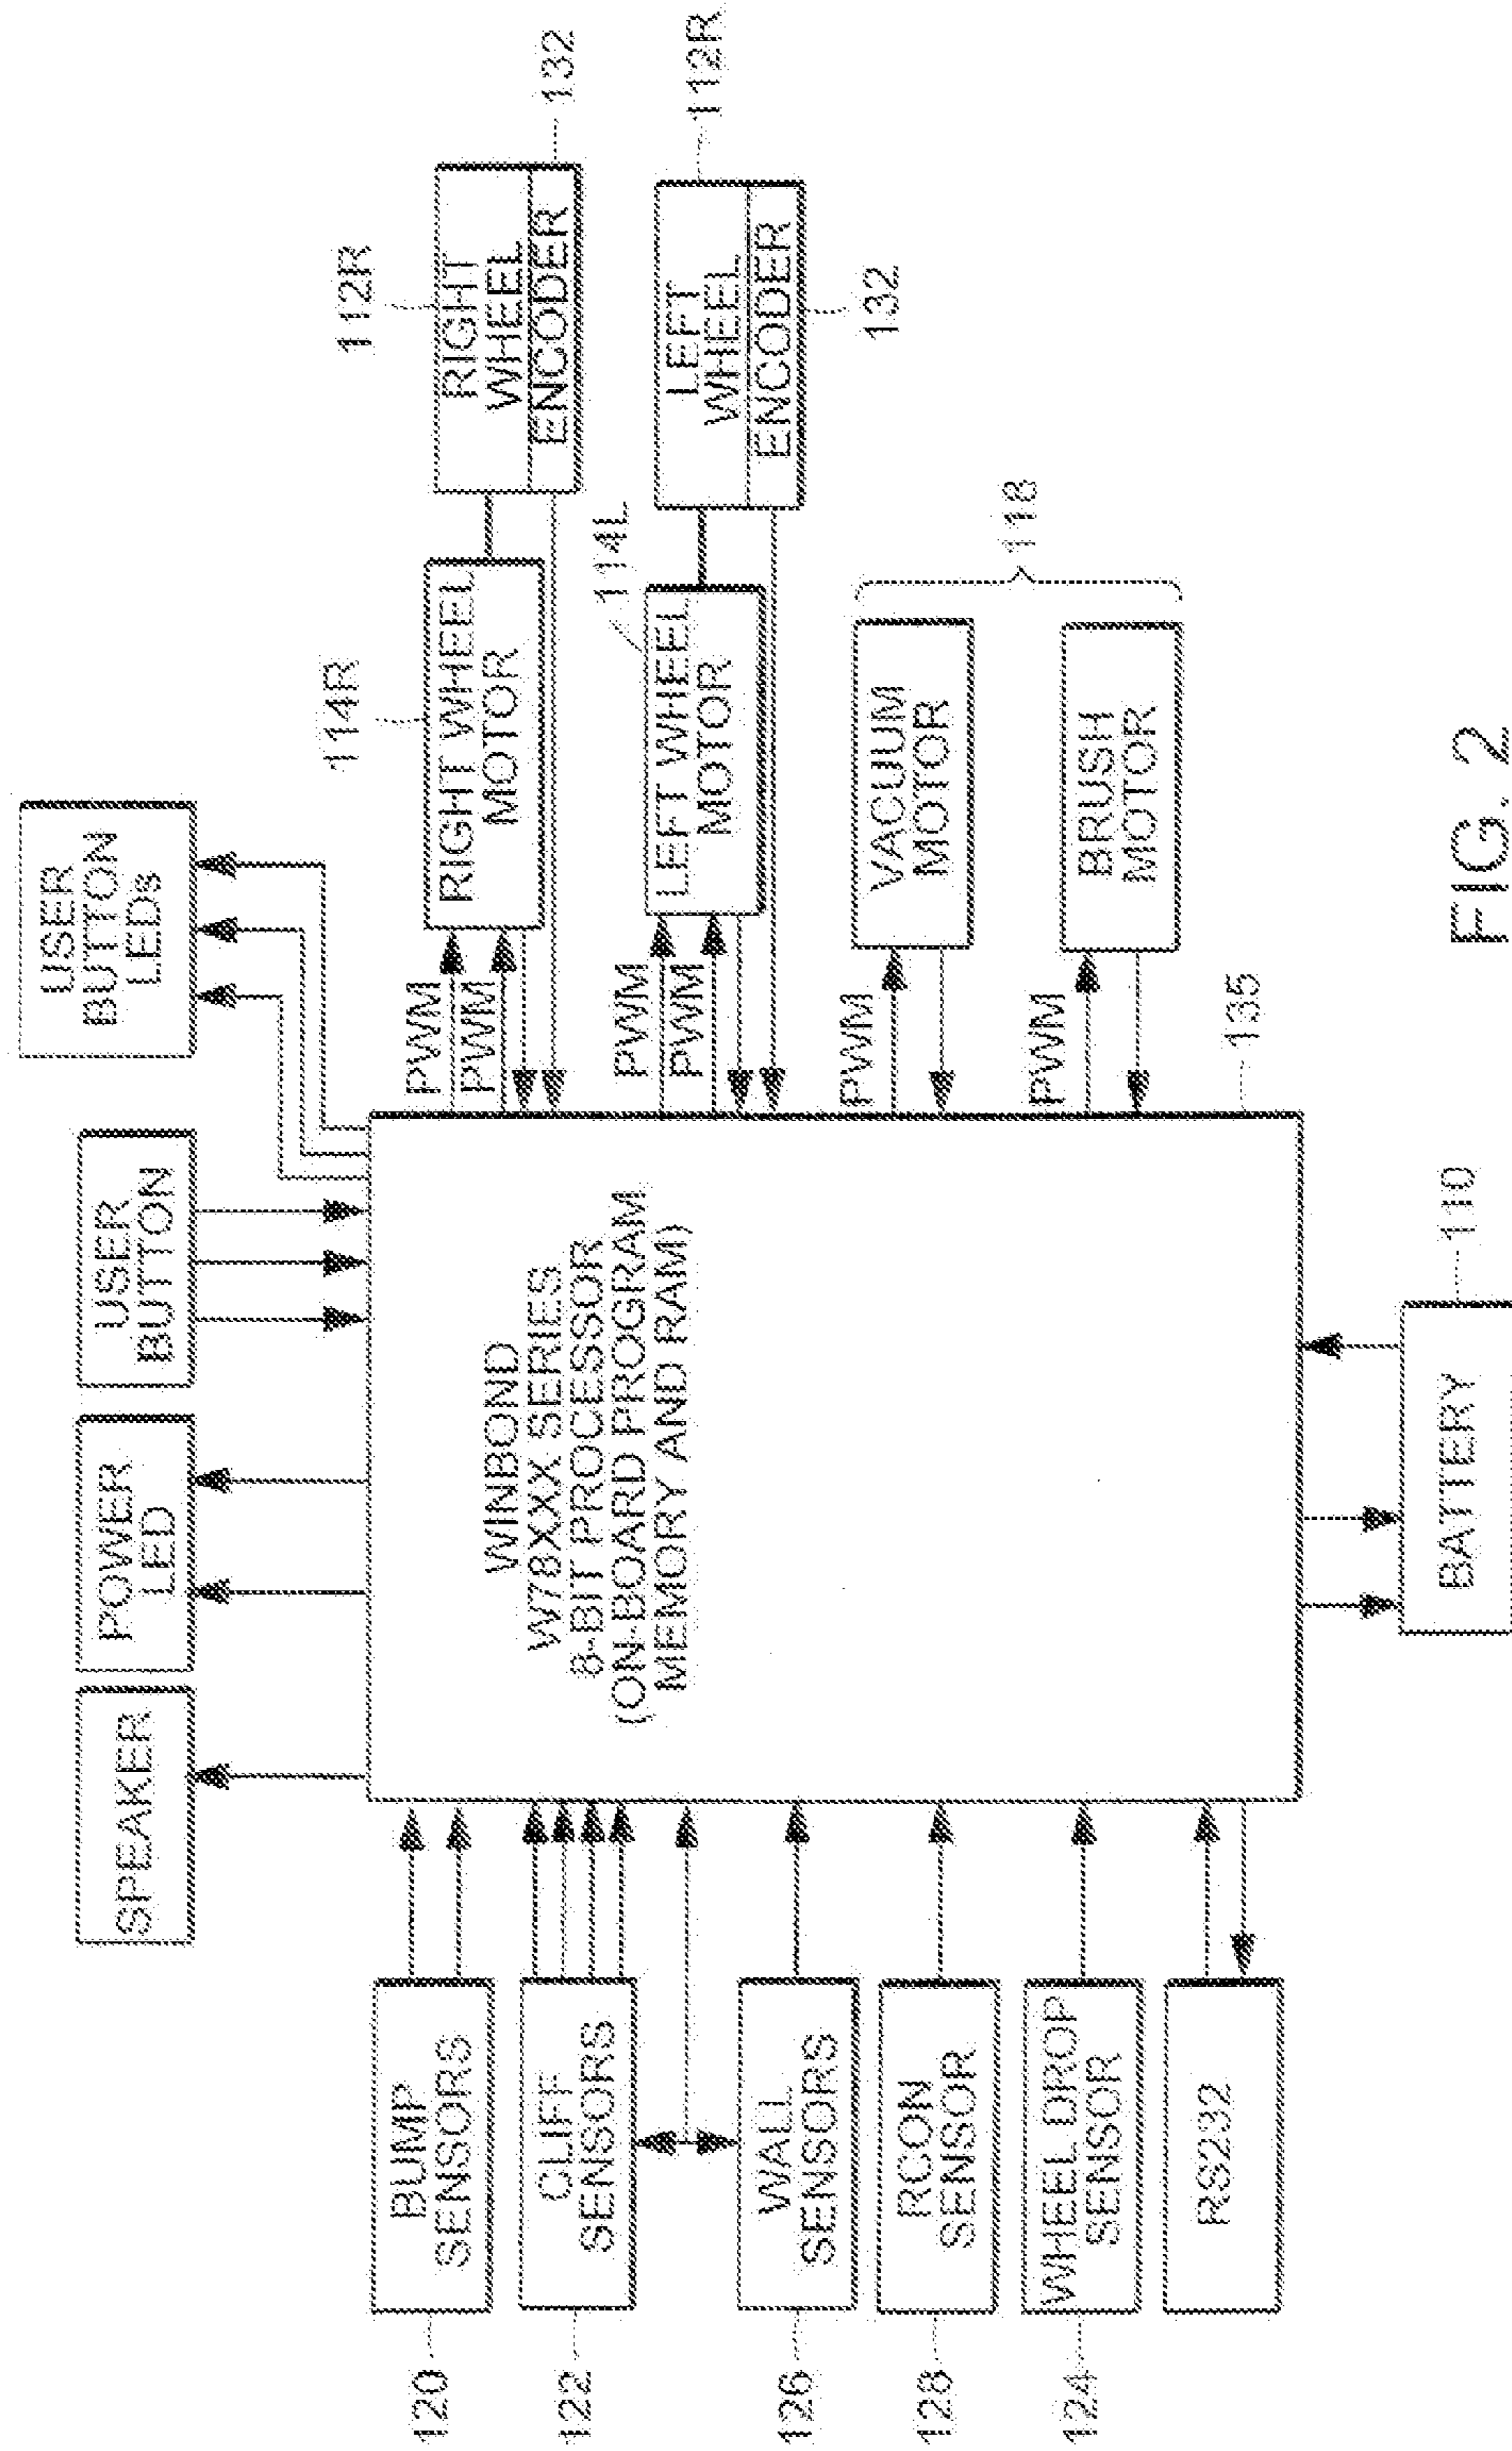 SPEAKER
POWER
LED
USER
BUTTON
USER
BUTTON
LEDs
120
BUMP
SENSORS
122
CLIFF
SENSORS
126
WALL
SENSORS
128
RCON
SENSOR
124
WHEEL DROP
SENSOR
RS232
WINBOND
W78XXX SERIES
8-BIT PROCESSOR
(ON-BOARD PROGRAM
MEMORY AND RAM)
135
PWM
PWM
114R
RIGHT WHEEL
MOTOR
112R
RIGHT
WHEEL
ENCODER
132
PWM
PWM
114L
LEFT WHEEL
MOTOR
112R
LEFT
WHEEL
ENCODER
132
PWM
VACUUM
MOTOR
118
PWM
BRUSH
MOTOR
BATTERY
110
FIG. 2